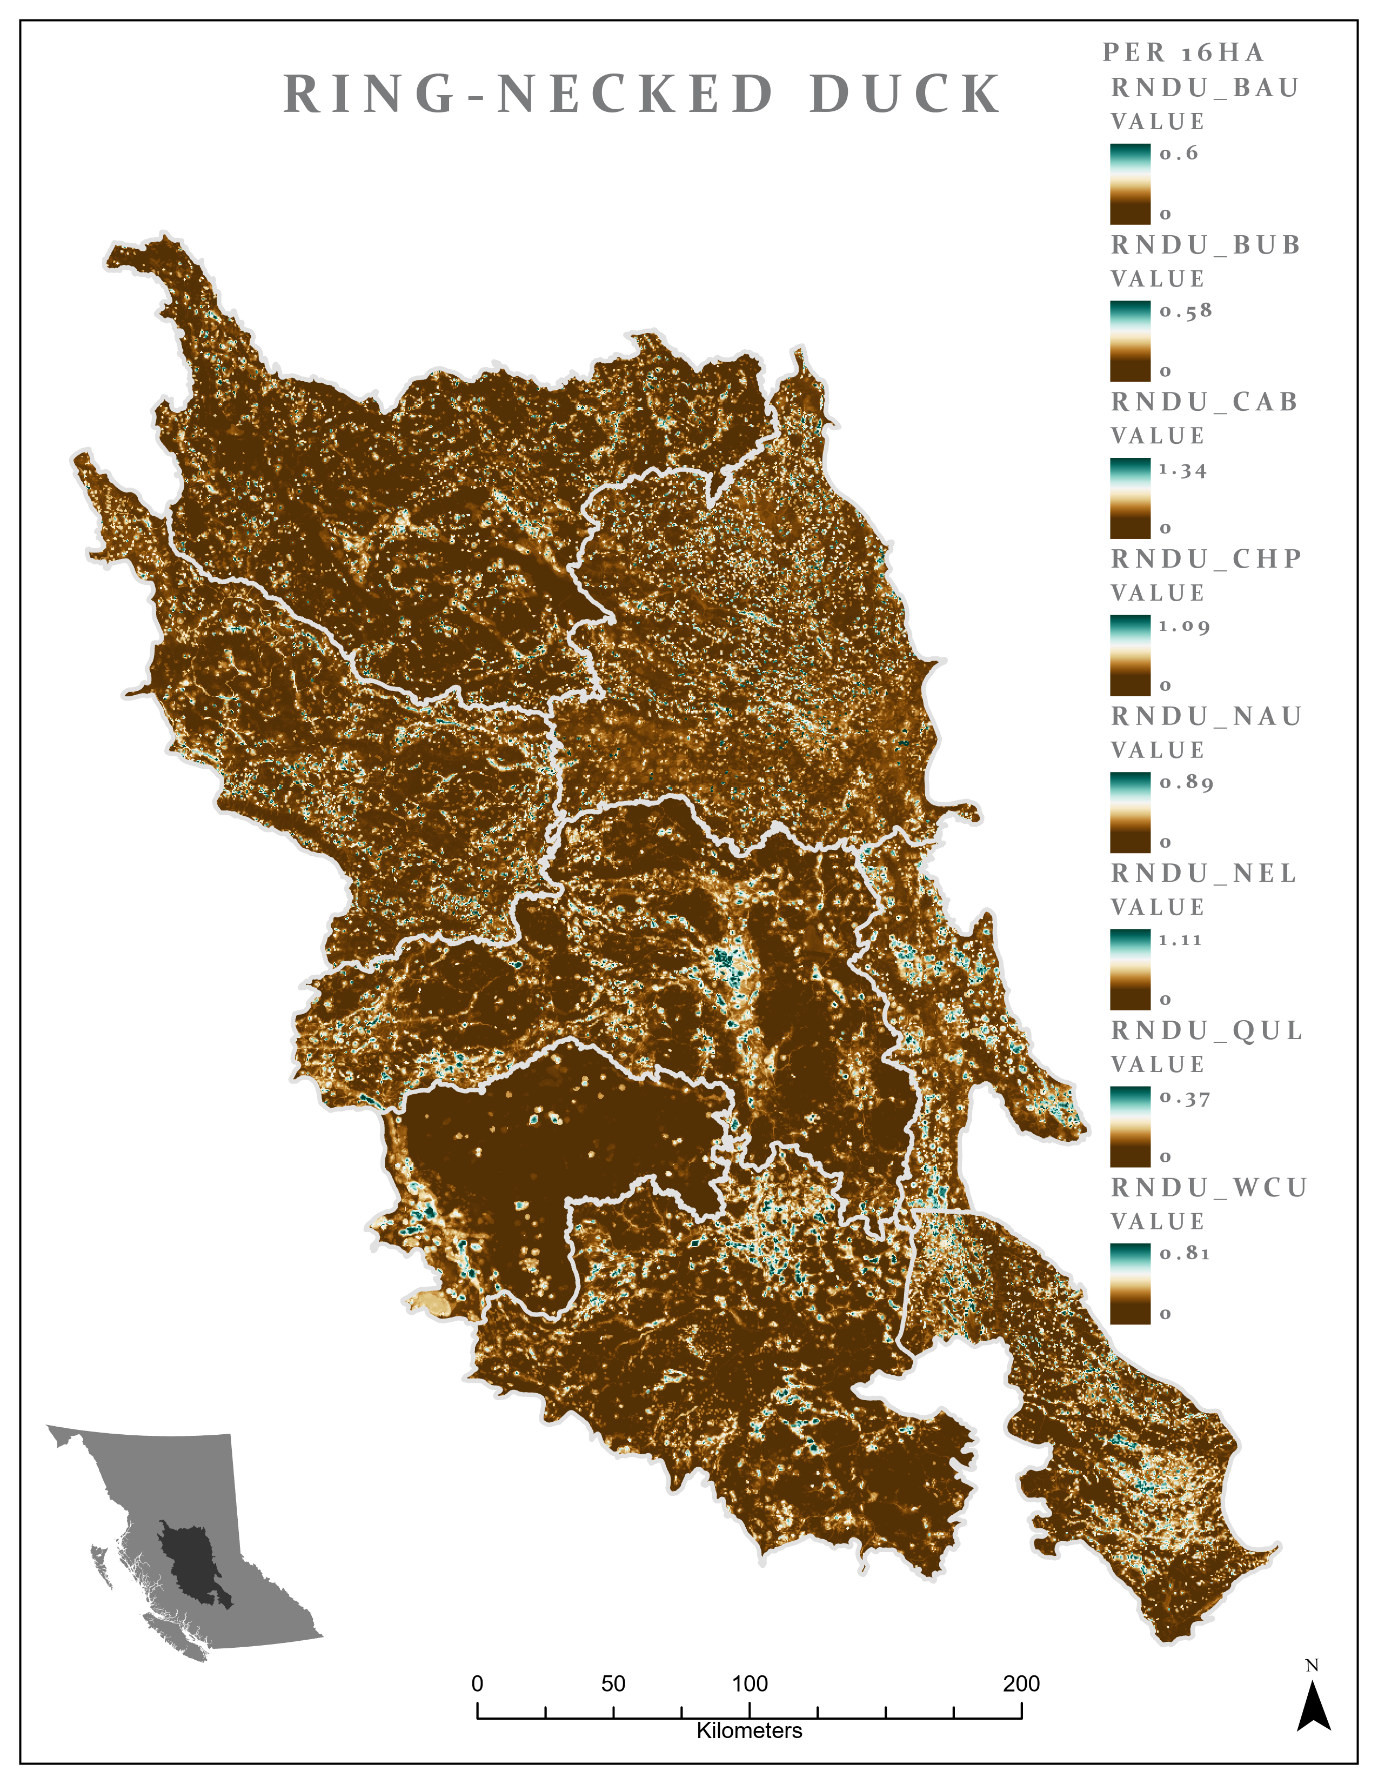 RING-NECKED DUCK
PER 16HA
RNDU_BAU
VALUE
0.6
0
RNDU_BUB
VALUE
0.58
0
RNDU_CAB
VALUE
1.34
0
RNDU_CHP
VALUE
1.09
0
RNDU_NAU
VALUE
0.89
0
RNDU_NEL
VALUE
1.11
0
RNDU_QUL
VALUE
0.37
0
RNDU_WCU
VALUE
0.81
0
N
0 50 100 200
Kilometers